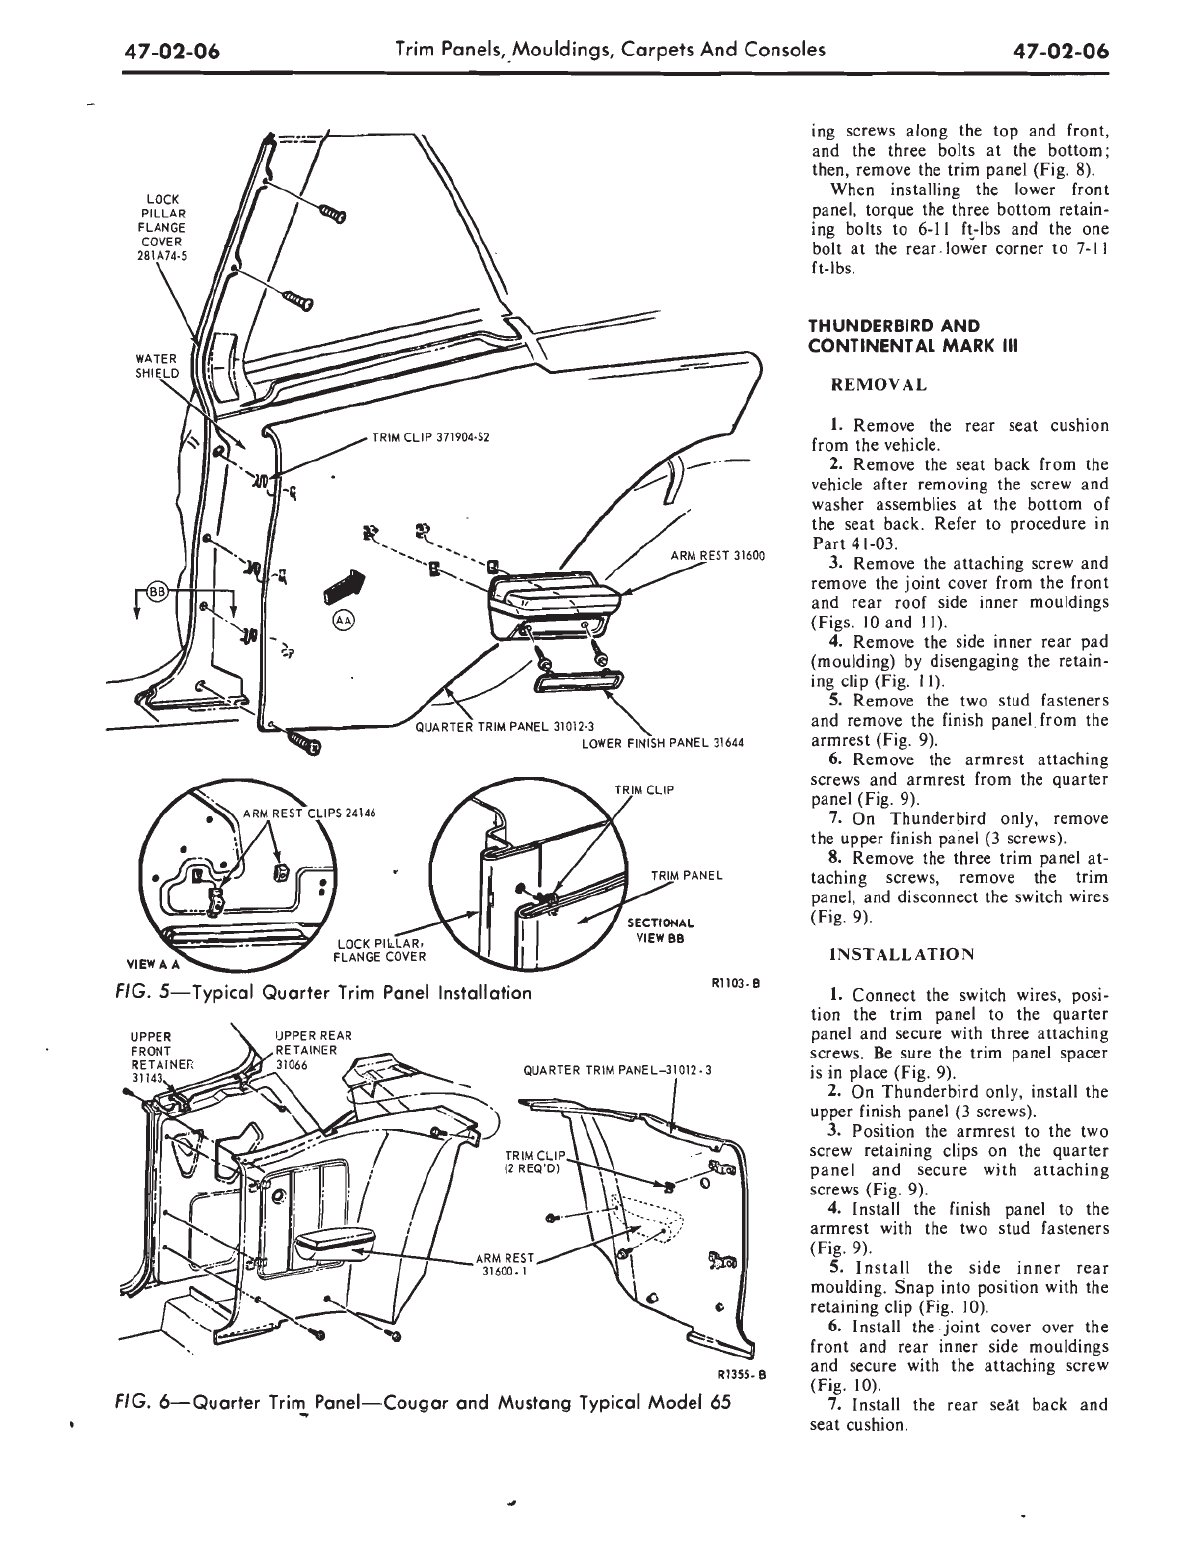 47-02-06
Trim Panels, Mouldings, Carpets And Consoles
47-02-06
LOCK
PILLAR
FLANGE
COVER
281A74-5
WATER
SHIELD
TRIM CLIP 371904-S2
BB
AA
ARM REST 31600
QUARTER TRIM PANEL 31012-3
LOWER FINISH PANEL 31644
ARM REST CLIPS 24146
VIEW A A
TRIM CLIP
TRIM PANEL
SECTIONAL
VIEW BB
LOCK PILLAR,
FLANGE COVER
R1103-B
FIG. 5—Typical Quarter Trim Panel Installation
UPPER
FRONT
RETAINER
31143
UPPER REAR
RETAINER
31066
QUARTER TRIM PANEL-31012-3
TRIM CLIP
(2 REQ'D)
ARM REST
31600-1
R1355-B
FIG. 6—Quarter Trim Panel—Cougar and Mustang Typical Model 65
ing screws along the top and front,
and the three bolts at the bottom;
then, remove the trim panel (Fig. 8).
When installing the lower front
panel, torque the three bottom retain-
ing bolts to 6-11 ft-lbs and the one
bolt at the rear lower corner to 7-11
ft-lbs.
THUNDERBIRD AND
CONTINENTAL MARK III
REMOVAL
1. Remove the rear seat cushion
from the vehicle.
2. Remove the seat back from the
vehicle after removing the screw and
washer assemblies at the bottom of
the seat back. Refer to procedure in
Part 41-03.
3. Remove the attaching screw and
remove the joint cover from the front
and rear roof side inner mouldings
(Figs. 10 and 11).
4. Remove the side inner rear pad
(moulding) by disengaging the retain-
ing clip (Fig. 11).
5. Remove the two stud fasteners
and remove the finish panel from the
armrest (Fig. 9).
6. Remove the armrest attaching
screws and armrest from the quarter
panel (Fig. 9).
7. On Thunderbird only, remove
the upper finish panel (3 screws).
8. Remove the three trim panel at-
taching screws, remove the trim
panel, and disconnect the switch wires
(Fig. 9).
INSTALLATION
1. Connect the switch wires, posi-
tion the trim panel to the quarter
panel and secure with three attaching
screws. Be sure the trim panel spacer
is in place (Fig. 9).
2. On Thunderbird only, install the
upper finish panel (3 screws).
3. Position the armrest to the two
screw retaining clips on the quarter
panel and secure with attaching
screws (Fig. 9).
4. Install the finish panel to the
armrest with the two stud fasteners
(Fig. 9).
5. Install the side inner rear
moulding. Snap into position with the
retaining clip (Fig. 10).
6. Install the joint cover over the
front and rear inner side mouldings
and secure with the attaching screw
(Fig. 10).
7. Install the rear seat back and
seat cushion.